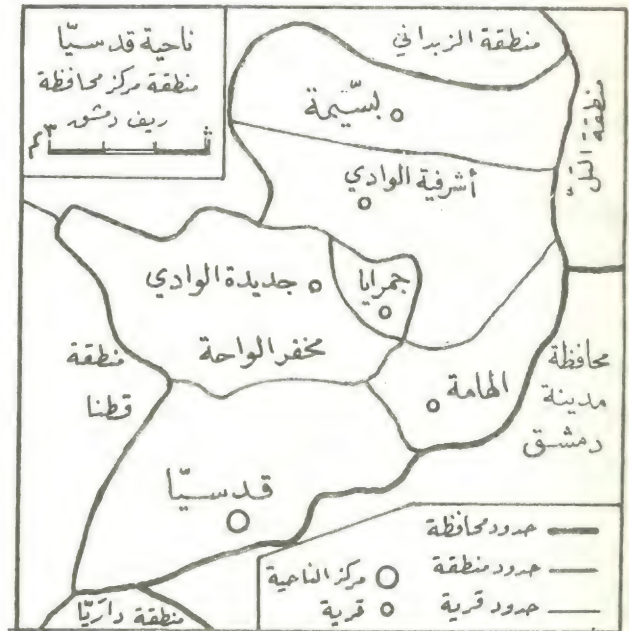 ناحية قدسيّا
منطقة مركز محافظة
ريف دمشق
٣ كم
منطقة الزبداني
منطقة التلّ
بسّيمة
أشرفية الوادي
جمرايا
جديدة الوادي
مخفر الواحة
الهامة
محافظة
مدينة
دمشق
منطقة
قطنا
قدسيّا
منطقة داريّا
حدود محافظة
حدود منطقة
حدود قرية
مركز الناحية
قرية